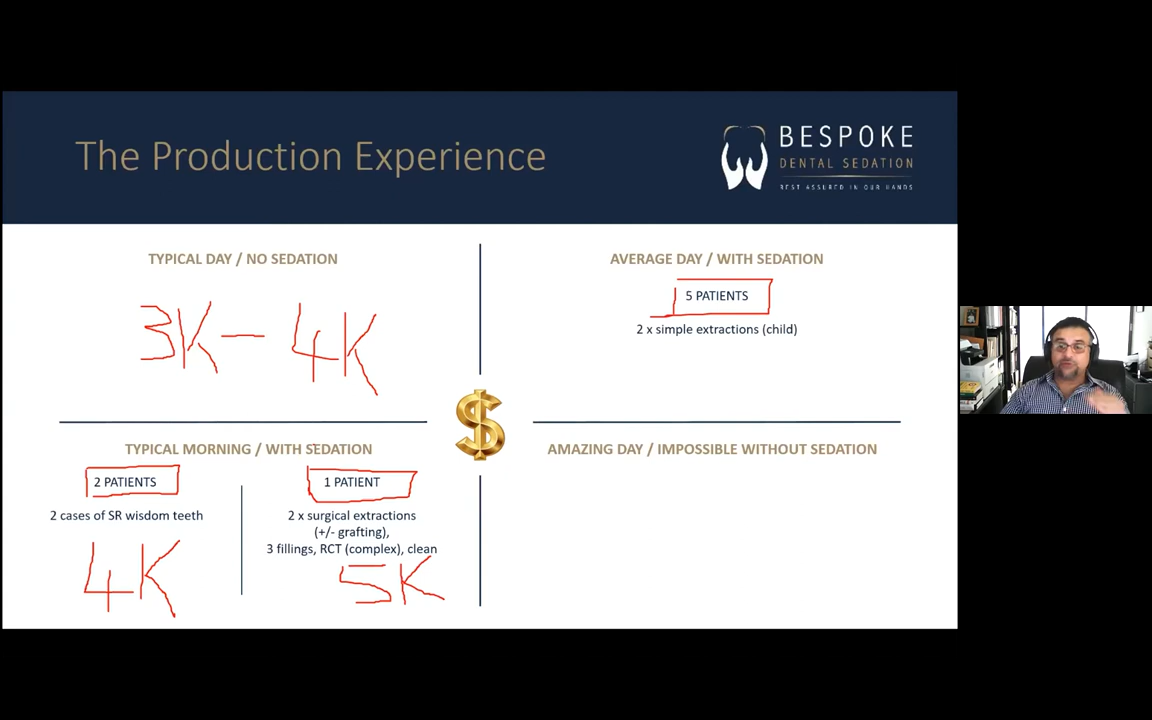 The Production Experience
BESPOKE
DENTAL SEDATION
REST ASSURED IN OUR HANDS
TYPICAL DAY / NO SEDATION
3K - 4K
AVERAGE DAY / WITH SEDATION
5 PATIENTS
2 x simple extractions (child)
TYPICAL MORNING / WITH SEDATION
2 PATIENTS
2 cases of SR wisdom teeth
4K
1 PATIENT
2 x surgical extractions
(+/- grafting),
3 fillings, RCT (complex), clean
5K
$
AMAZING DAY / IMPOSSIBLE WITHOUT SEDATION